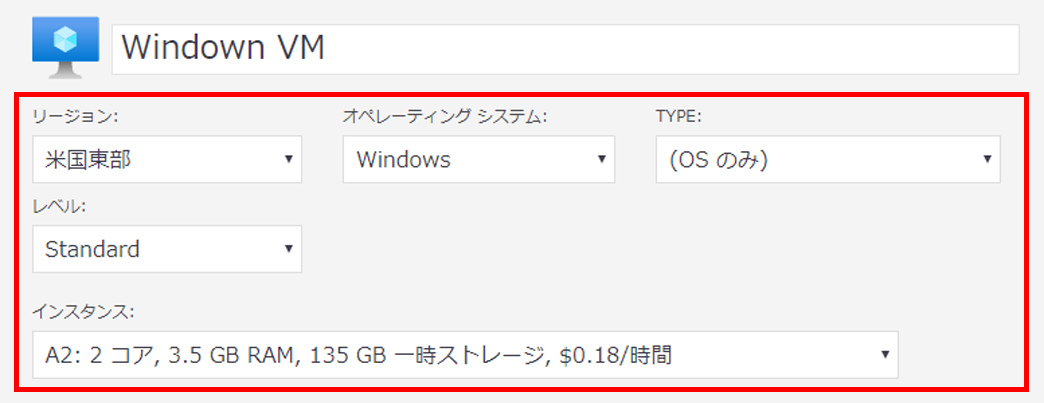 Windown VM
リージョン: オペレーティング システム: TYPE:
米国東部 Windows (OS のみ)
レベル:
Standard
インスタンス:
A2: 2 コア, 3.5 GB RAM, 135 GB 一時ストレージ, $0.18/時間